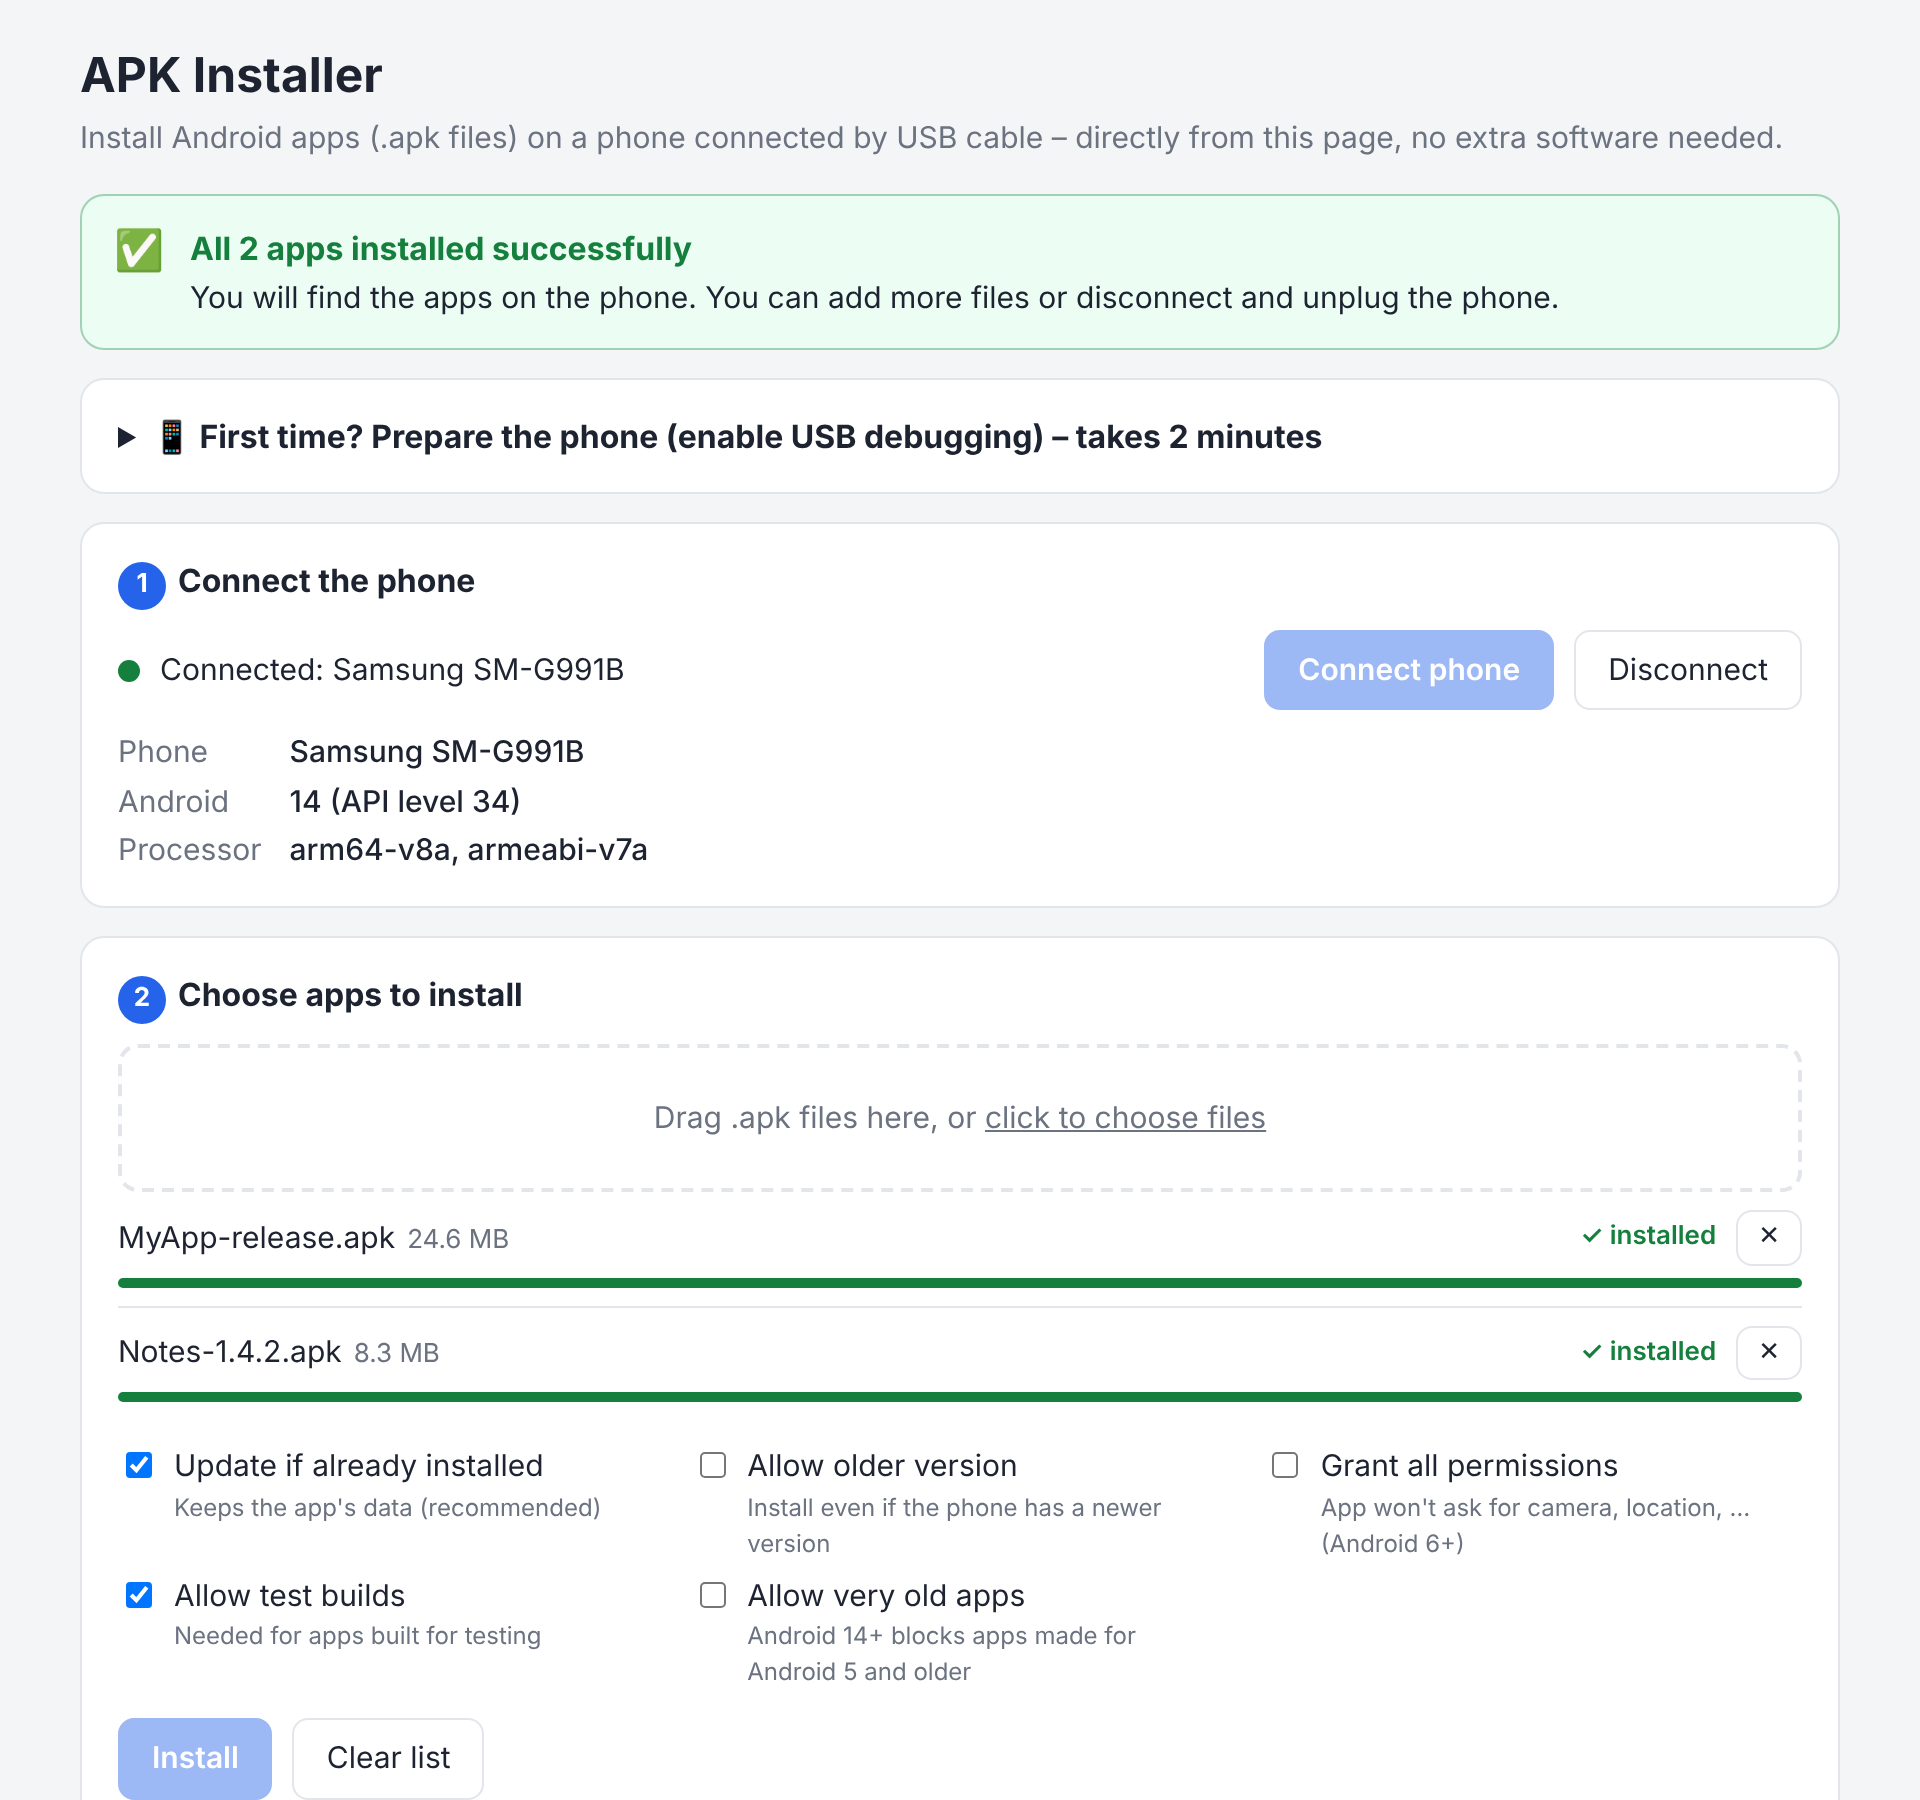 APK Installer
Install Android apps (.apk files) on a phone connected by USB cable – directly from this page, no extra software needed.
All 2 apps installed successfully
You will find the apps on the phone. You can add more files or disconnect and unplug the phone.
First time? Prepare the phone (enable USB debugging) – takes 2 minutes
1 Connect the phone
Connected: Samsung SM-G991B
Connect phone
Disconnect
Phone Samsung SM-G991B
Android 14 (API level 34)
Processor arm64-v8a, armeabi-v7a
2 Choose apps to install
Drag .apk files here, or click to choose files
MyApp-release.apk 24.6 MB ✓ installed ✕
Notes-1.4.2.apk 8.3 MB ✓ installed ✕
Update if already installed
Keeps the app's data (recommended)
Allow older version
Install even if the phone has a newer
version
Grant all permissions
App won't ask for camera, location, ...
(Android 6+)
Allow test builds
Needed for apps built for testing
Allow very old apps
Android 14+ blocks apps made for
Android 5 and older
Install
Clear list